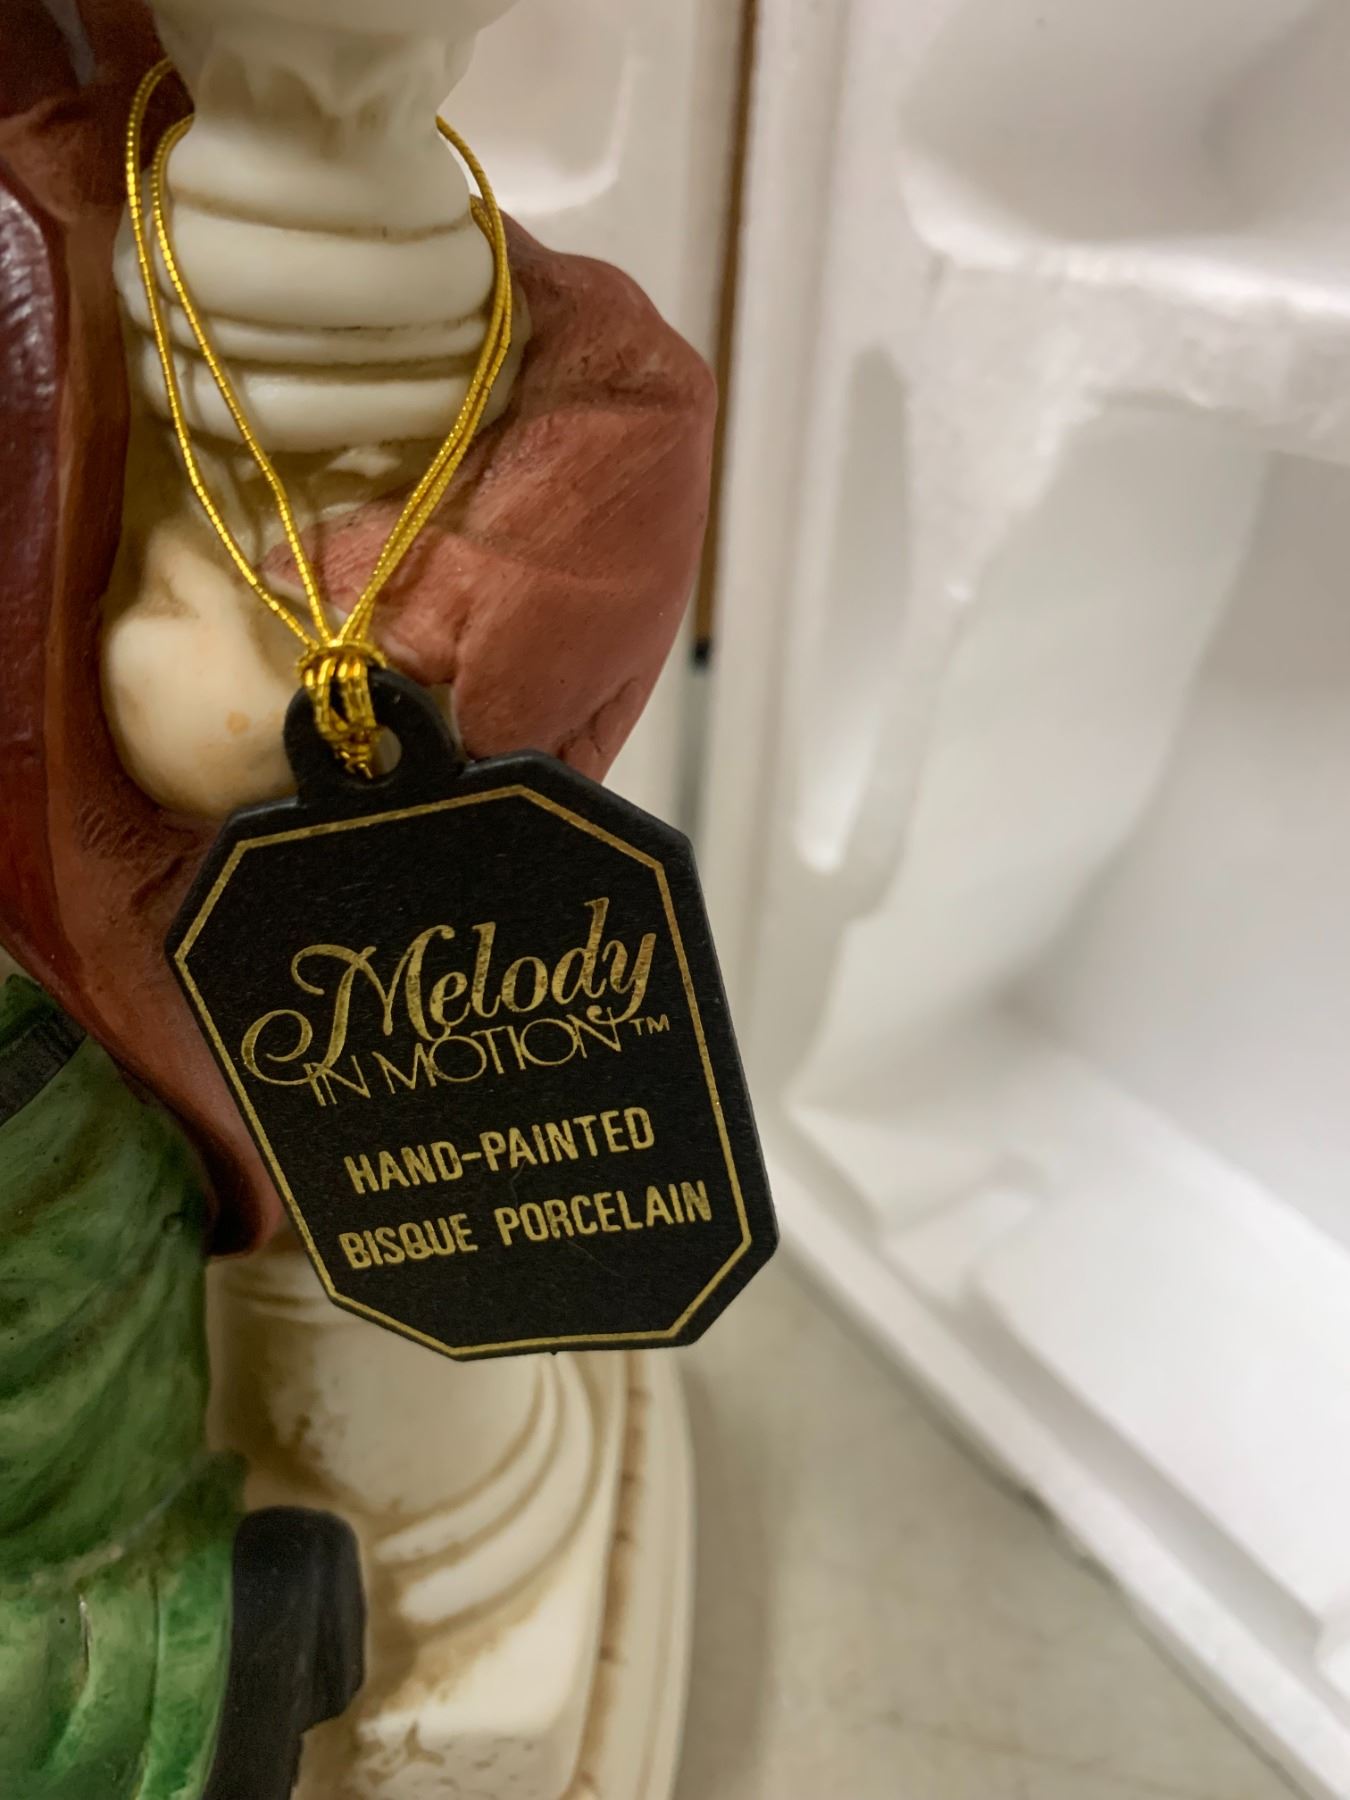 Melody
IN MOTION™
HAND-PAINTED
BISQUE PORCELAIN